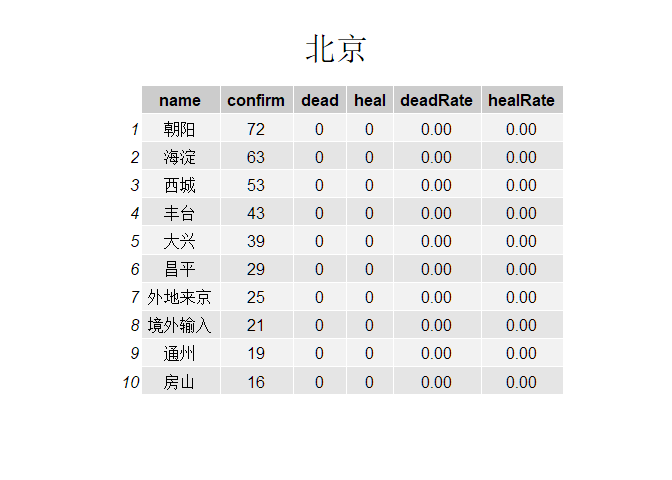 北京
name confirm dead heal deadRate healRate
1 朝阳 72 0 0 0.00 0.00
2 海淀 63 0 0 0.00 0.00
3 西城 53 0 0 0.00 0.00
4 丰台 43 0 0 0.00 0.00
5 大兴 39 0 0 0.00 0.00
6 昌平 29 0 0 0.00 0.00
7 外地来京 25 0 0 0.00 0.00
8 境外输入 21 0 0 0.00 0.00
9 通州 19 0 0 0.00 0.00
10 房山 16 0 0 0.00 0.00